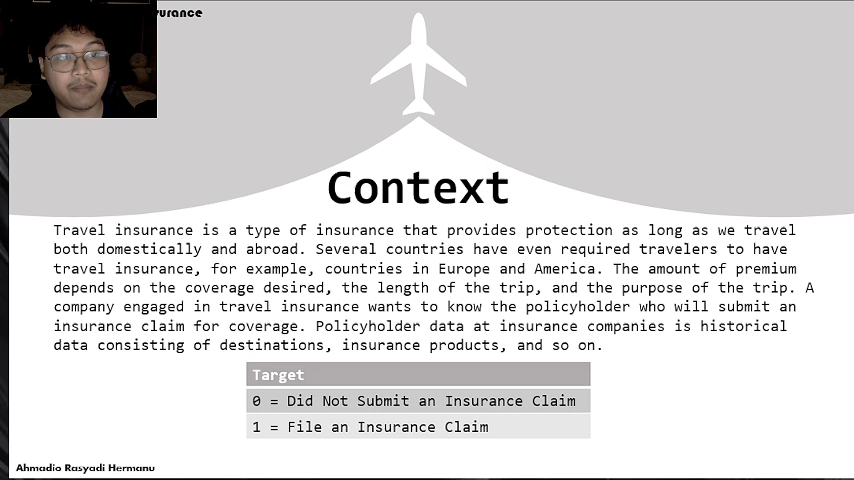 urance
Context
Travel insurance is a type of insurance that provides protection as long as we travel
both domestically and abroad. Several countries have even required travelers to have
travel insurance, for example, countries in Europe and America. The amount of premium
depends on the coverage desired, the length of the trip, and the purpose of the trip. A
company engaged in travel insurance wants to know the policyholder who will submit an
insurance claim for coverage. Policyholder data at insurance companies is historical
data consisting of destinations, insurance products, and so on.
Target
0 = Did Not Submit an Insurance Claim
1 = File an Insurance Claim
Ahmadio Rasyadi Hermanu